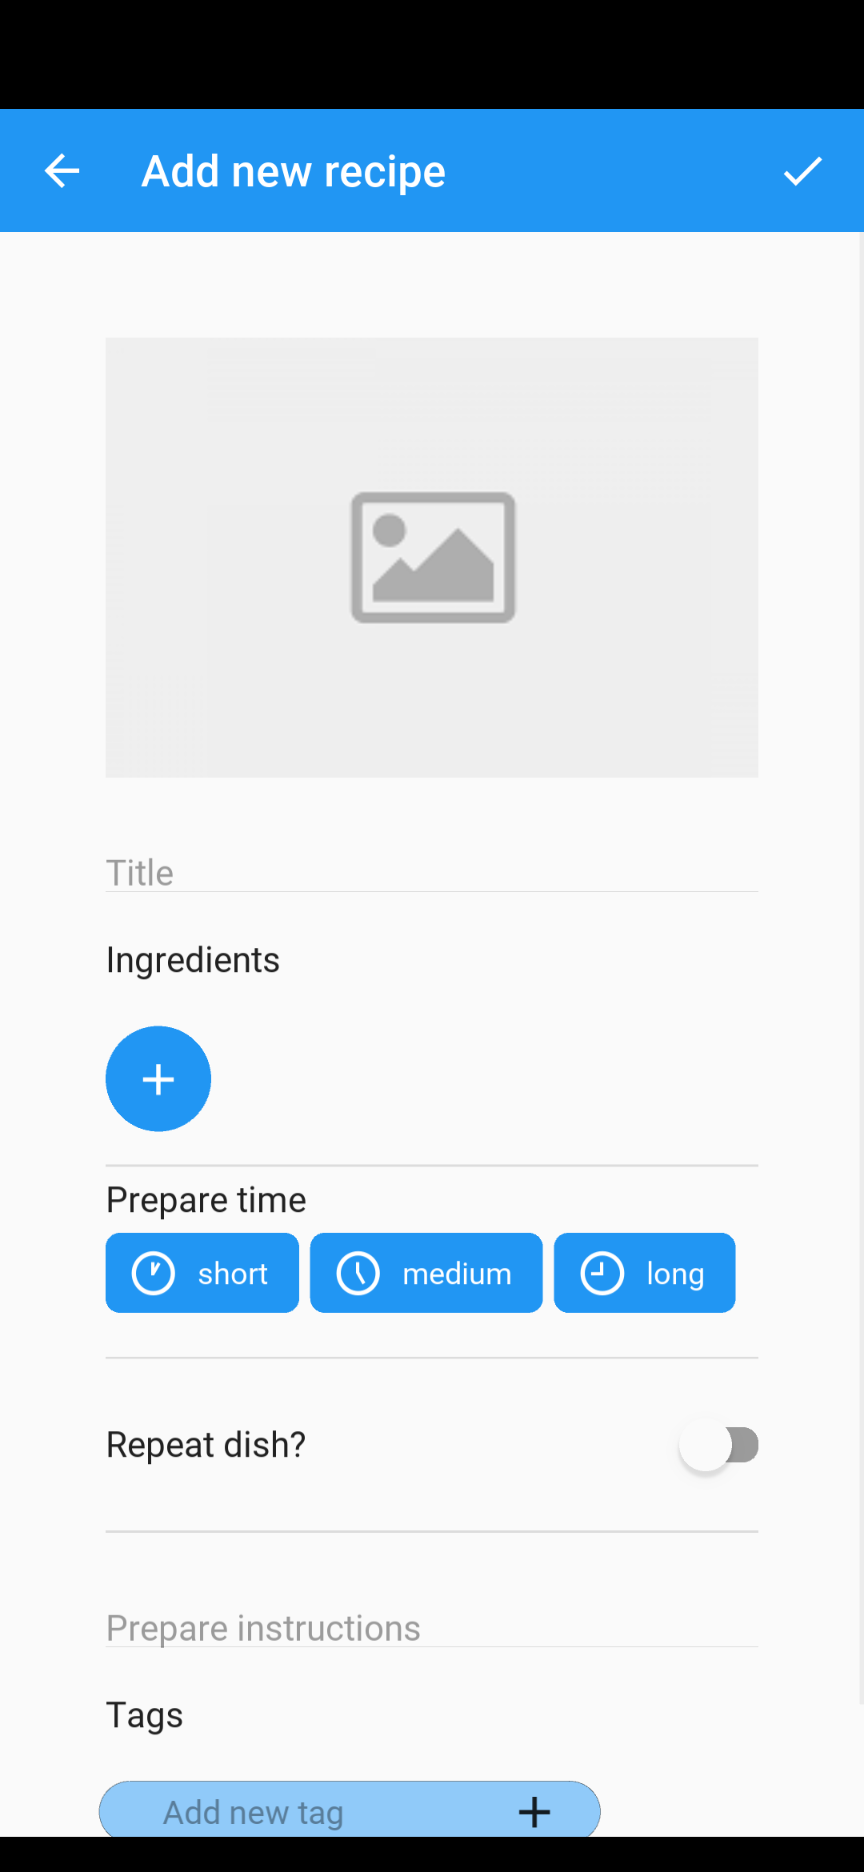 Add new recipe
Title
Ingredients
Prepare time
short medium long
Repeat dish?
Prepare instructions
Tags
Add new tag